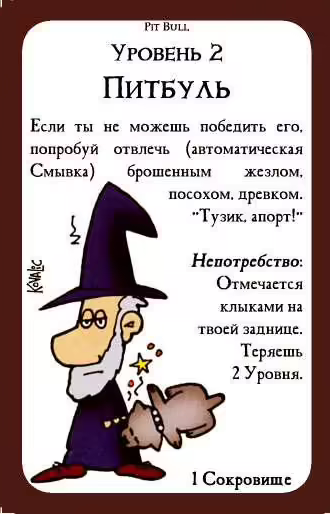 Pit Bull
Уровень 2
Питбуль
Если ты не можешь победить его,
попробуй отвлечь (автоматическая
Смывка) брошенным жезлом,
посохом, древком.
"Тузик, апорт!"
Непотребство:
Отмечается
клыками на
твоей заднице.
Теряешь
2 Уровня.
Kovalic
1 Сокровище